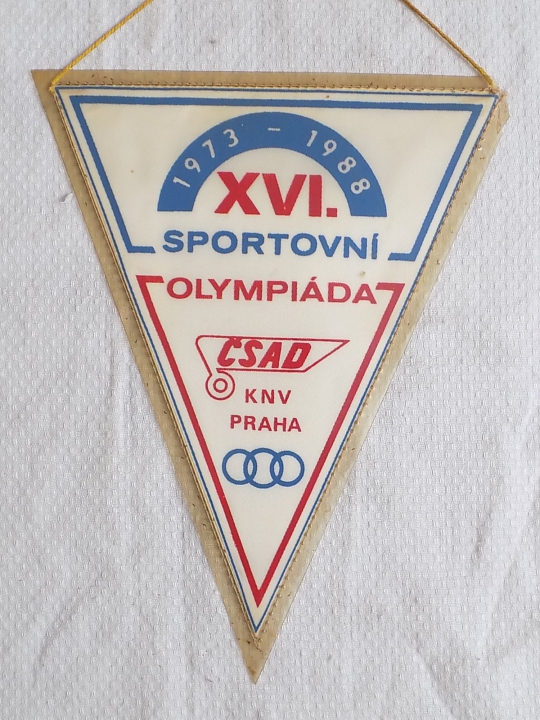 1973 - 1988
XVI.
SPORTOVNÍ
OLYMPIÁDA
ČSAD
KNV
PRAHA